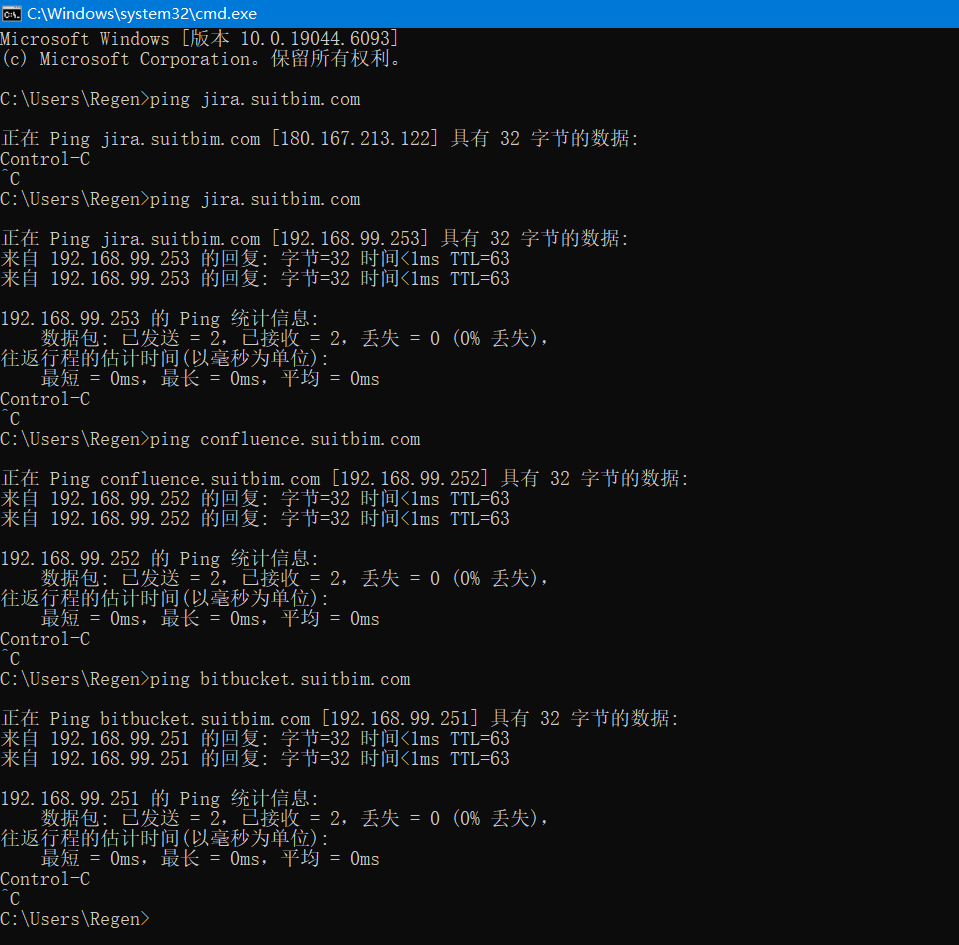 C:\Windows\system32\cmd.exe
Microsoft Windows [版本 10.0.19044.6093]
(c) Microsoft Corporation。保留所有权利。
C:\Users\Regen>ping jira.suitbim.com
正在 Ping jira.suitbim.com [180.167.213.122] 具有 32 字节的数据:
Control-C
^C
C:\Users\Regen>ping jira.suitbim.com
正在 Ping jira.suitbim.com [192.168.99.253] 具有 32 字节的数据:
来自 192.168.99.253 的回复: 字节=32 时间<1ms TTL=63
来自 192.168.99.253 的回复: 字节=32 时间<1ms TTL=63
192.168.99.253 的 Ping 统计信息:
数据包: 已发送 = 2，已接收 = 2，丢失 = 0 (0% 丢失)，
往返行程的估计时间(以毫秒为单位):
最短 = 0ms，最长 = 0ms，平均 = 0ms
Control-C
^C
C:\Users\Regen>ping confluence.suitbim.com
正在 Ping confluence.suitbim.com [192.168.99.252] 具有 32 字节的数据:
来自 192.168.99.252 的回复: 字节=32 时间<1ms TTL=63
来自 192.168.99.252 的回复: 字节=32 时间<1ms TTL=63
192.168.99.252 的 Ping 统计信息:
数据包: 已发送 = 2，已接收 = 2，丢失 = 0 (0% 丢失)，
往返行程的估计时间(以毫秒为单位):
最短 = 0ms，最长 = 0ms，平均 = 0ms
Control-C
^C
C:\Users\Regen>ping bitbucket.suitbim.com
正在 Ping bitbucket.suitbim.com [192.168.99.251] 具有 32 字节的数据:
来自 192.168.99.251 的回复: 字节=32 时间<1ms TTL=63
来自 192.168.99.251 的回复: 字节=32 时间<1ms TTL=63
192.168.99.251 的 Ping 统计信息:
数据包: 已发送 = 2，已接收 = 2，丢失 = 0 (0% 丢失)，
往返行程的估计时间(以毫秒为单位):
最短 = 0ms，最长 = 0ms，平均 = 0ms
Control-C
^C
C:\Users\Regen>